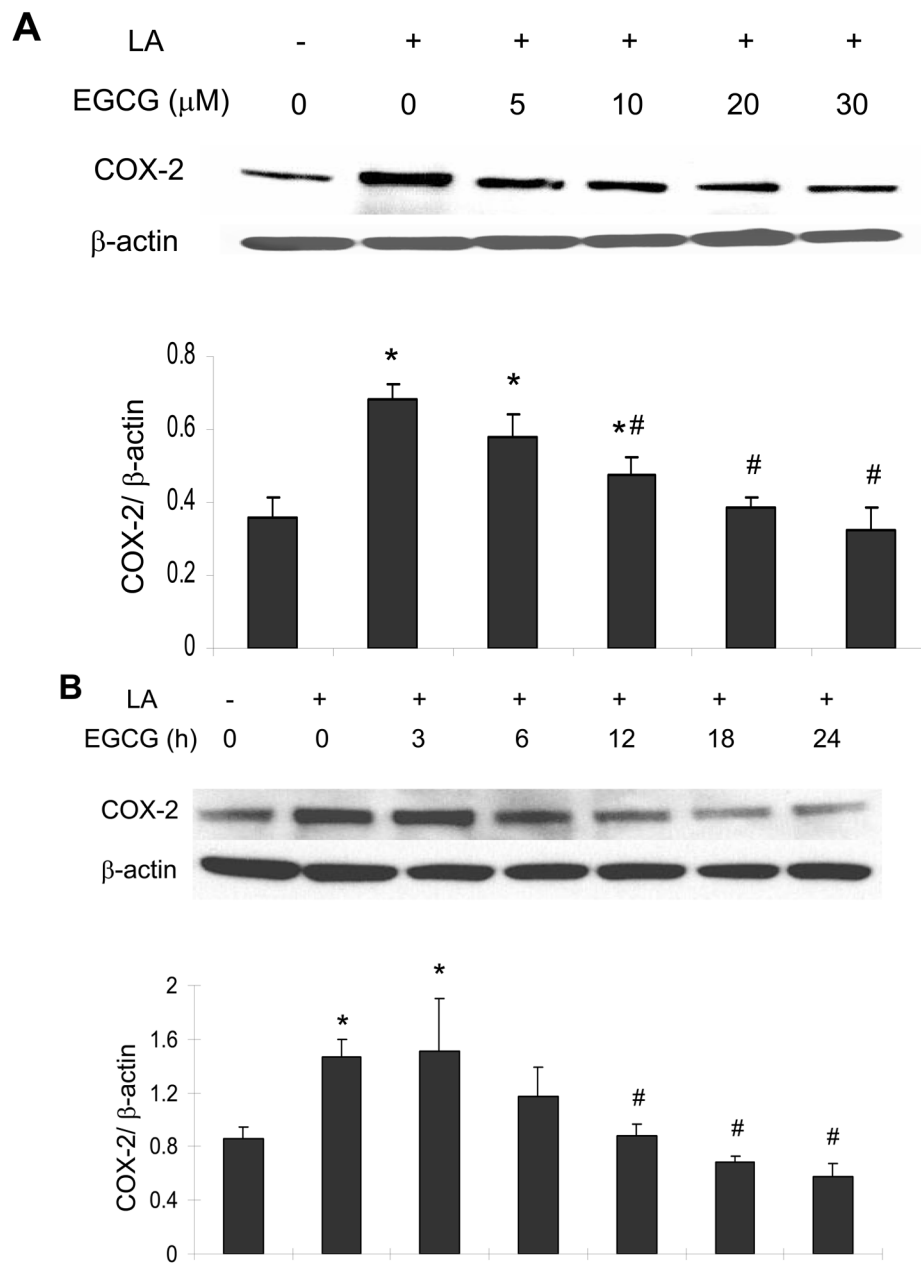 A
LA - + + + + +
EGCG (μM) 0 0 5 10 20 30
COX-2
β-actin
0.8
0.6
0.4
0.2
0
COX-2/ β-actin
* * *# # #
B
LA - + + + + + +
EGCG (h) 0 0 3 6 12 18 24
COX-2
β-actin
2
1.6
1.2
0.8
0.4
0
COX-2/ β-actin
* * # # #